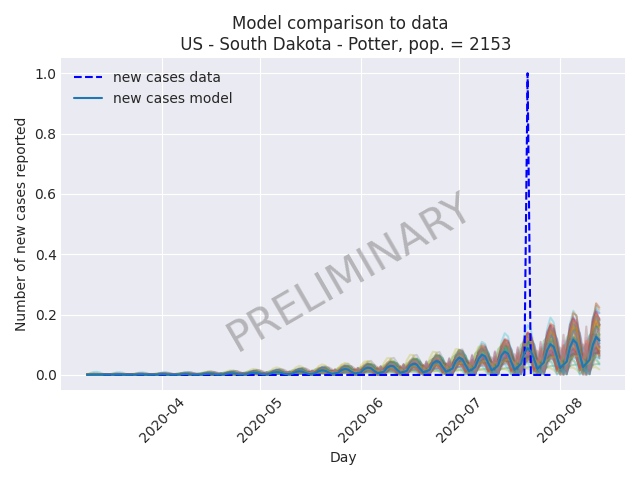 Model comparison to data
US - South Dakota - Potter, pop. = 2153
new cases data
new cases model
PRELIMINARY
Number of new cases reported
1.0
0.8
0.6
0.4
0.2
0.0
2020-04
2020-05
2020-06
2020-07
2020-08
Day